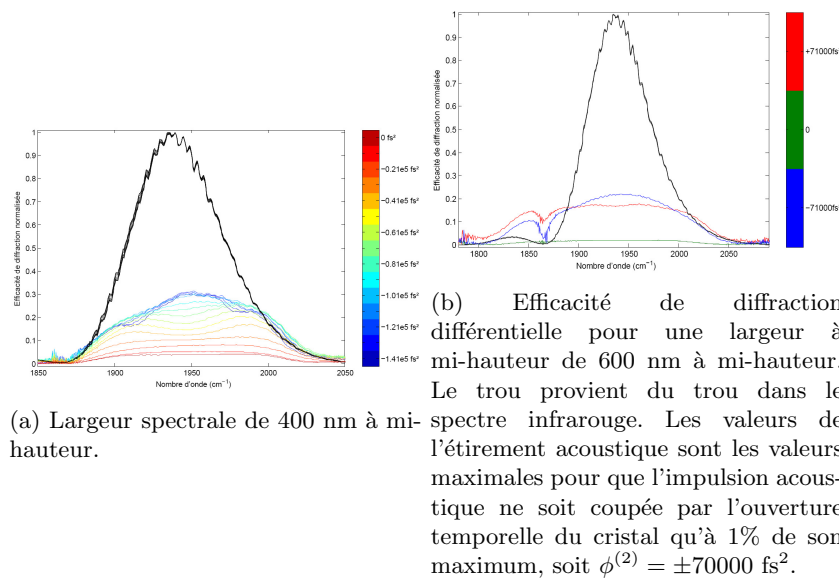 Efficacité de diffraction normalisée
1
0.9
0.8
0.7
0.6
0.5
0.4
0.3
0.2
0.1
0
1850
1900
1950
2000
2050
Nombre d'onde (cm⁻¹)
0 fs²
−0.21e5 fs²
−0.41e5 fs²
−0.61e5 fs²
−0.81e5 fs²
−1.01e5 fs²
−1.21e5 fs²
−1.41e5 fs²
(a) Largeur spectrale de 400 nm à mi-
hauteur.
Efficacité de diffraction normalisée
1
0.9
0.8
0.7
0.6
0.5
0.4
0.3
0.2
0.1
0
1800
1850
1900
1950
2000
2050
Nombre d'onde (cm⁻¹)
+71000fs²
0
−71000fs²
(b) Efficacité de diffraction
différentielle pour une largeur à
mi-hauteur de 600 nm à mi-hauteur.
Le trou provient du trou dans le
spectre infrarouge. Les valeurs de
l'étirement acoustique sont les valeurs
maximales pour que l'impulsion acous-
tique ne soit coupée par l'ouverture
temporelle du cristal qu'à 1% de son
maximum, soit ϕ⁽²⁾ = ±70000 fs².